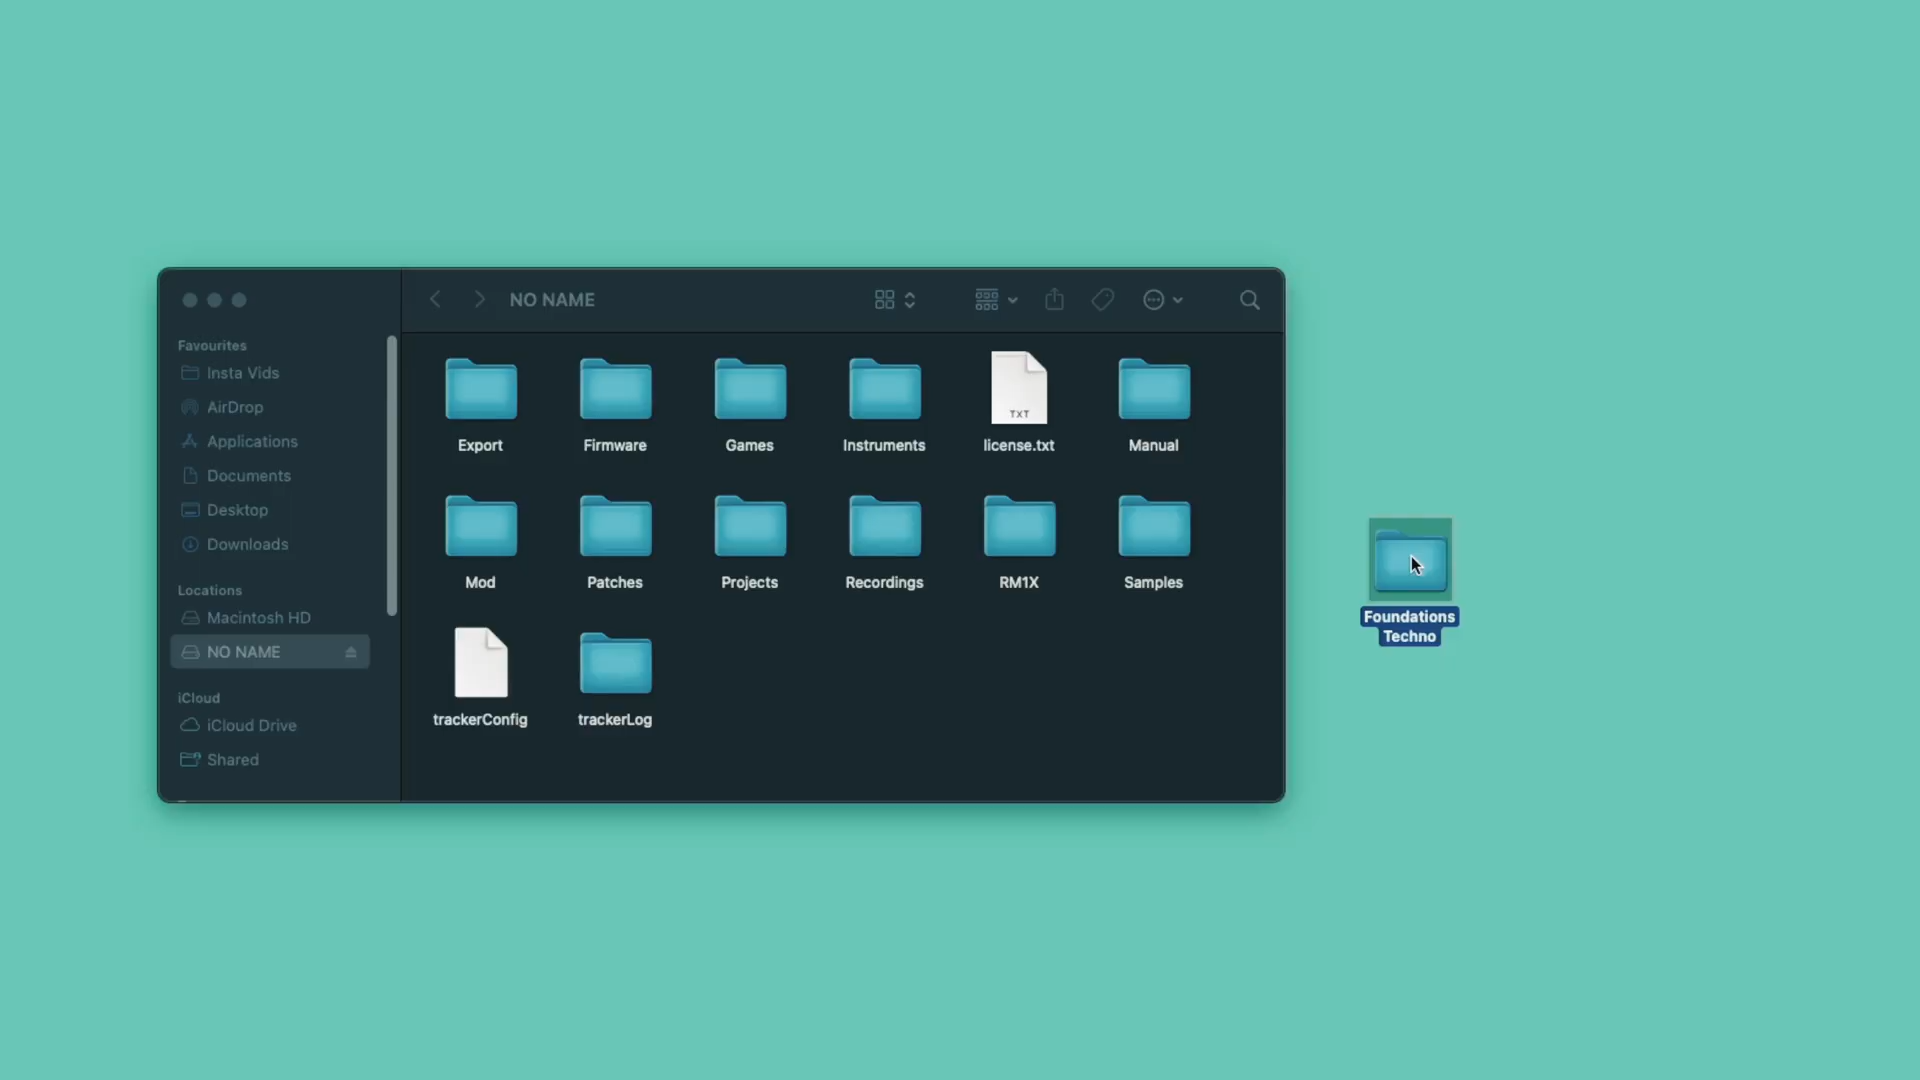 NO NAME
Favourites
Insta Vids
AirDrop
Applications
Documents
Desktop
Downloads
Locations
Macintosh HD
NO NAME
iCloud
iCloud Drive
Shared
Export
Firmware
Games
Instruments
TXT
license.txt
Manual
Mod
Patches
Projects
Recordings
RM1X
Samples
trackerConfig
trackerLog
Foundations
Techno